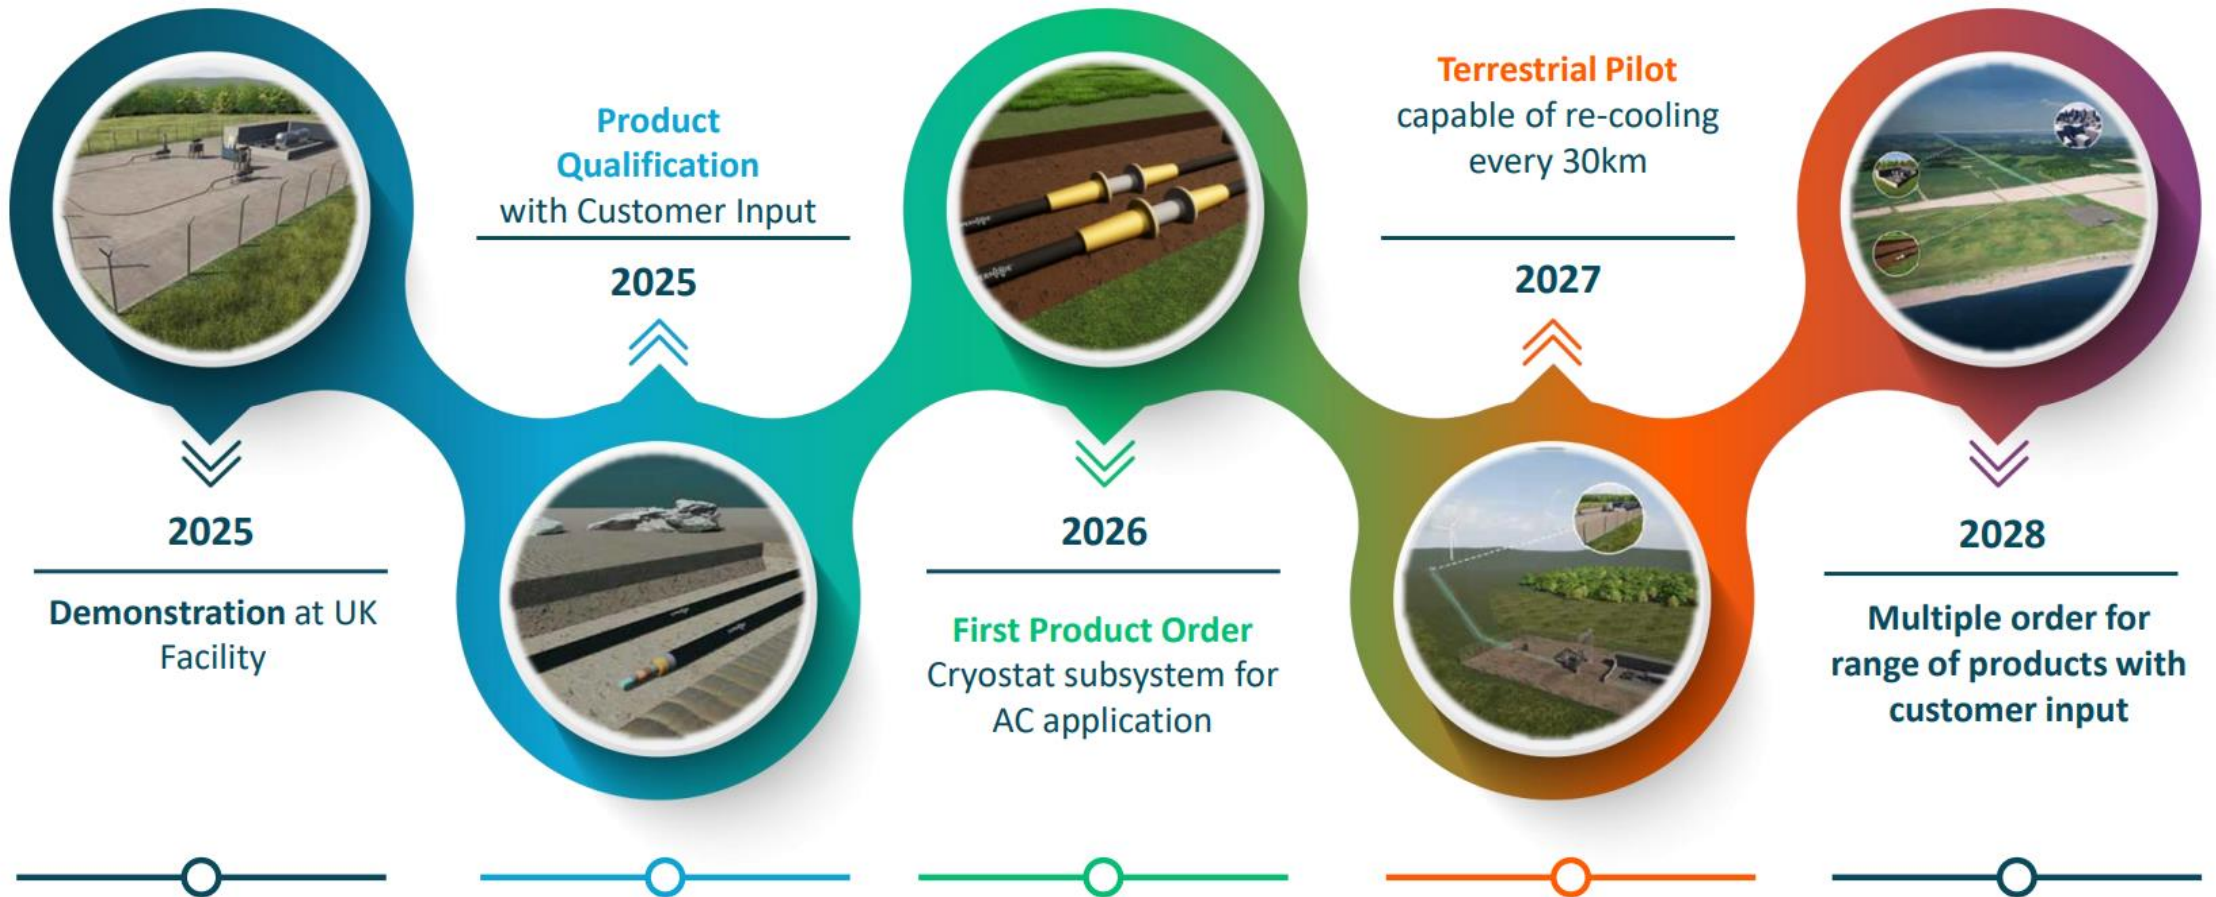 2025
Demonstration at UK
Facility
Product
Qualification
with Customer Input
2025
2026
First Product Order
Cryostat subsystem for
AC application
Terrestrial Pilot
capable of re-cooling
every 30km
2027
2028
Multiple order for
range of products with
customer input